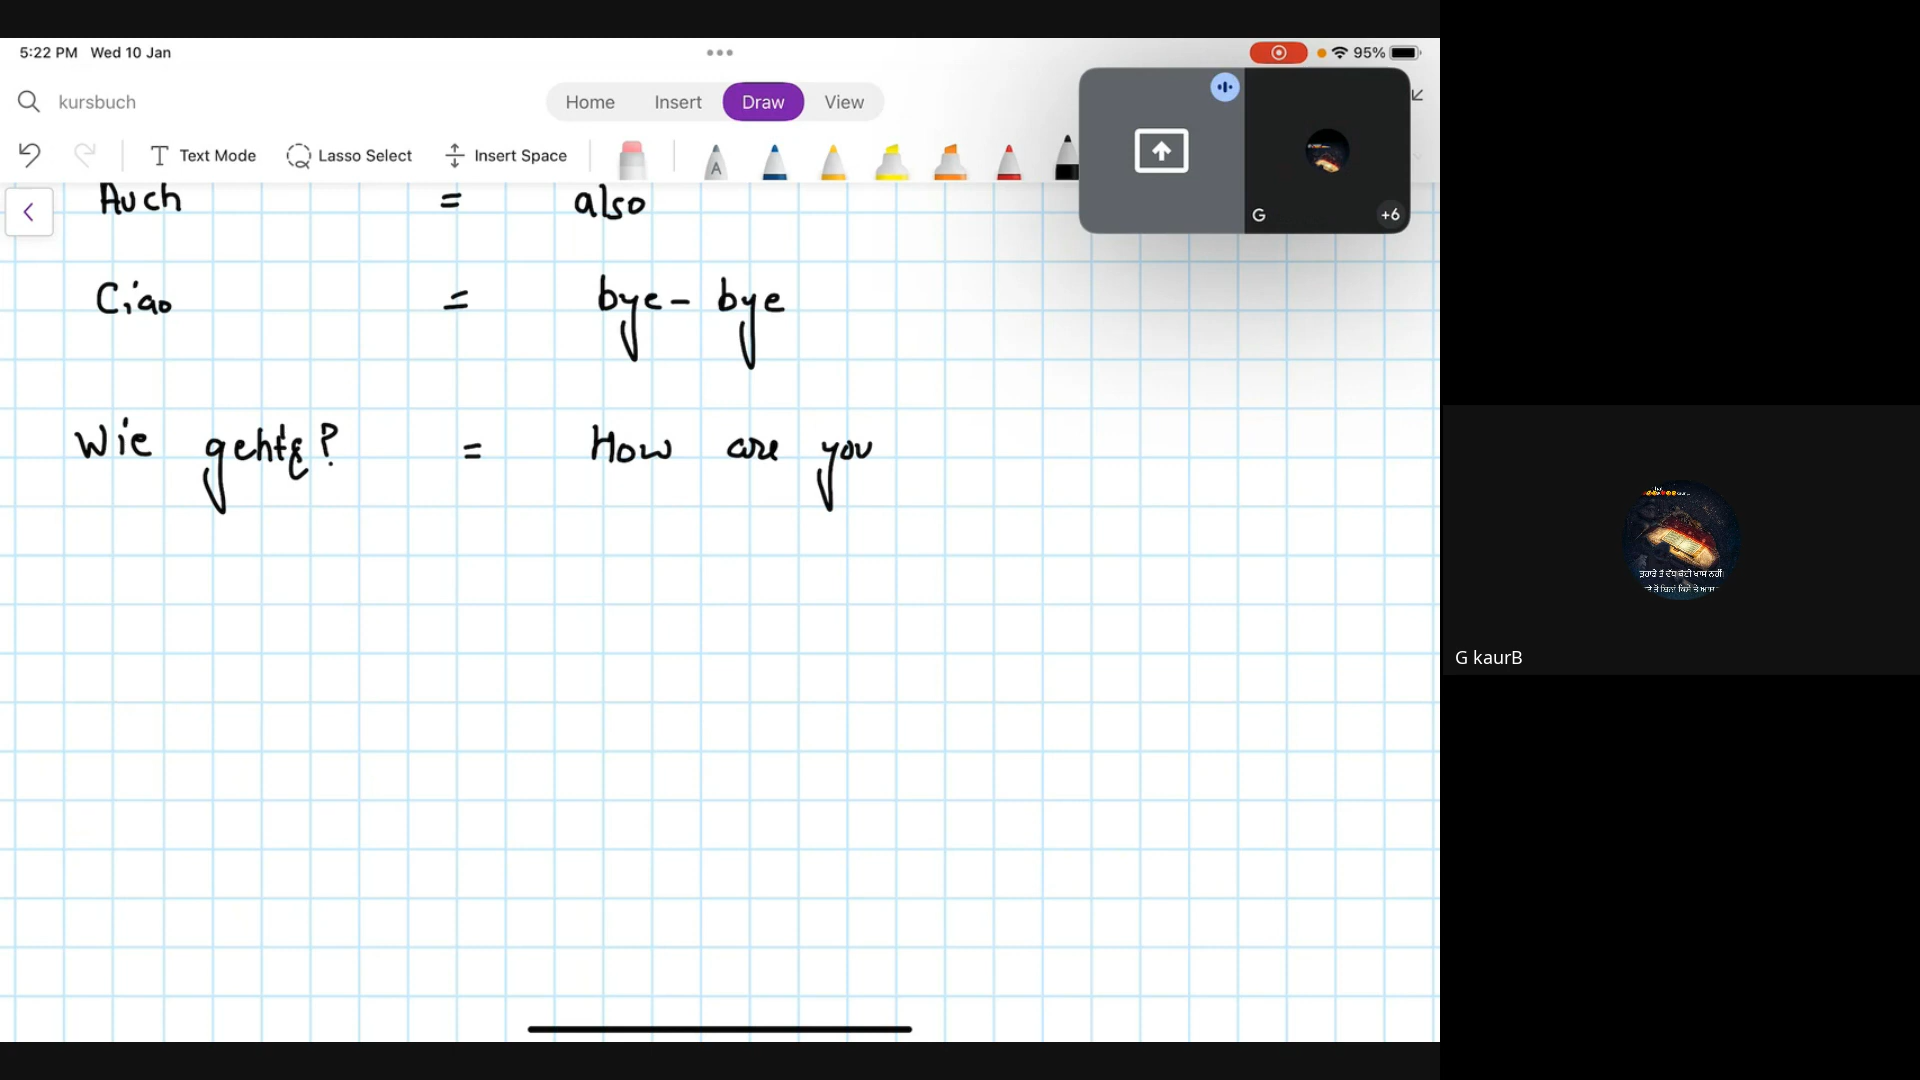 5:22 PM Wed 10 Jan
95%
kursbuch
Home Insert Draw View
Text Mode Lasso Select Insert Space
A
G +6
Auch = also
Ciao = bye - bye
Wie gehts? = How are you
G kaurB